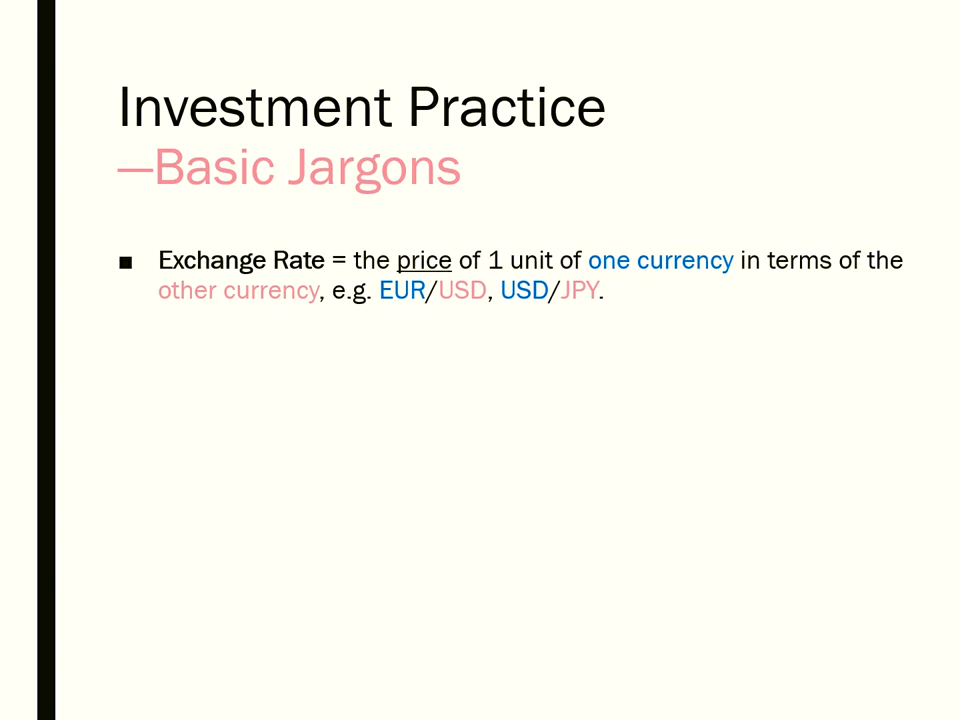 Investment Practice
—Basic Jargons
■ Exchange Rate = the price of 1 unit of one currency in terms of the
other currency, e.g. EUR/USD, USD/JPY.